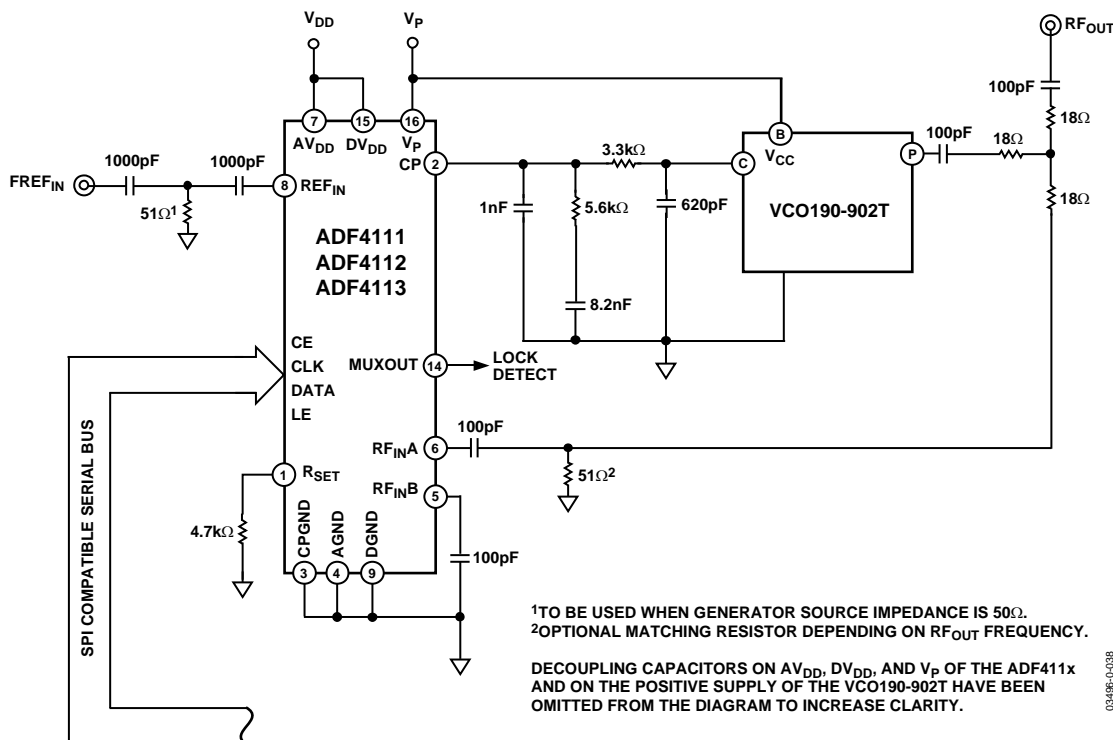 V_DD
V_P
RF_OUT
100pF
18Ω
7
15
16
AV_DD
DV_DD
V_P
B
V_CC
CP
2
3.3kΩ
C
P
100pF
18Ω
18Ω
1000pF
1000pF
FREF_IN
8
REF_IN
51Ω¹
1nF
5.6kΩ
620pF
VCO190-902T
ADF4111
ADF4112
ADF4113
8.2nF
CE
CLK
DATA
LE
MUXOUT
14
LOCK
DETECT
SPI COMPATIBLE SERIAL BUS
100pF
RF_INA
6
51Ω²
1
R_SET
RF_INB
5
4.7kΩ
CPGND
AGND
DGND
100pF
3
4
9
¹TO BE USED WHEN GENERATOR SOURCE IMPEDANCE IS 50Ω.
²OPTIONAL MATCHING RESISTOR DEPENDING ON RF_OUT FREQUENCY.
DECOUPLING CAPACITORS ON AV_DD, DV_DD, AND V_P OF THE ADF411x
AND ON THE POSITIVE SUPPLY OF THE VCO190-902T HAVE BEEN
OMITTED FROM THE DIAGRAM TO INCREASE CLARITY.
03496-0-038